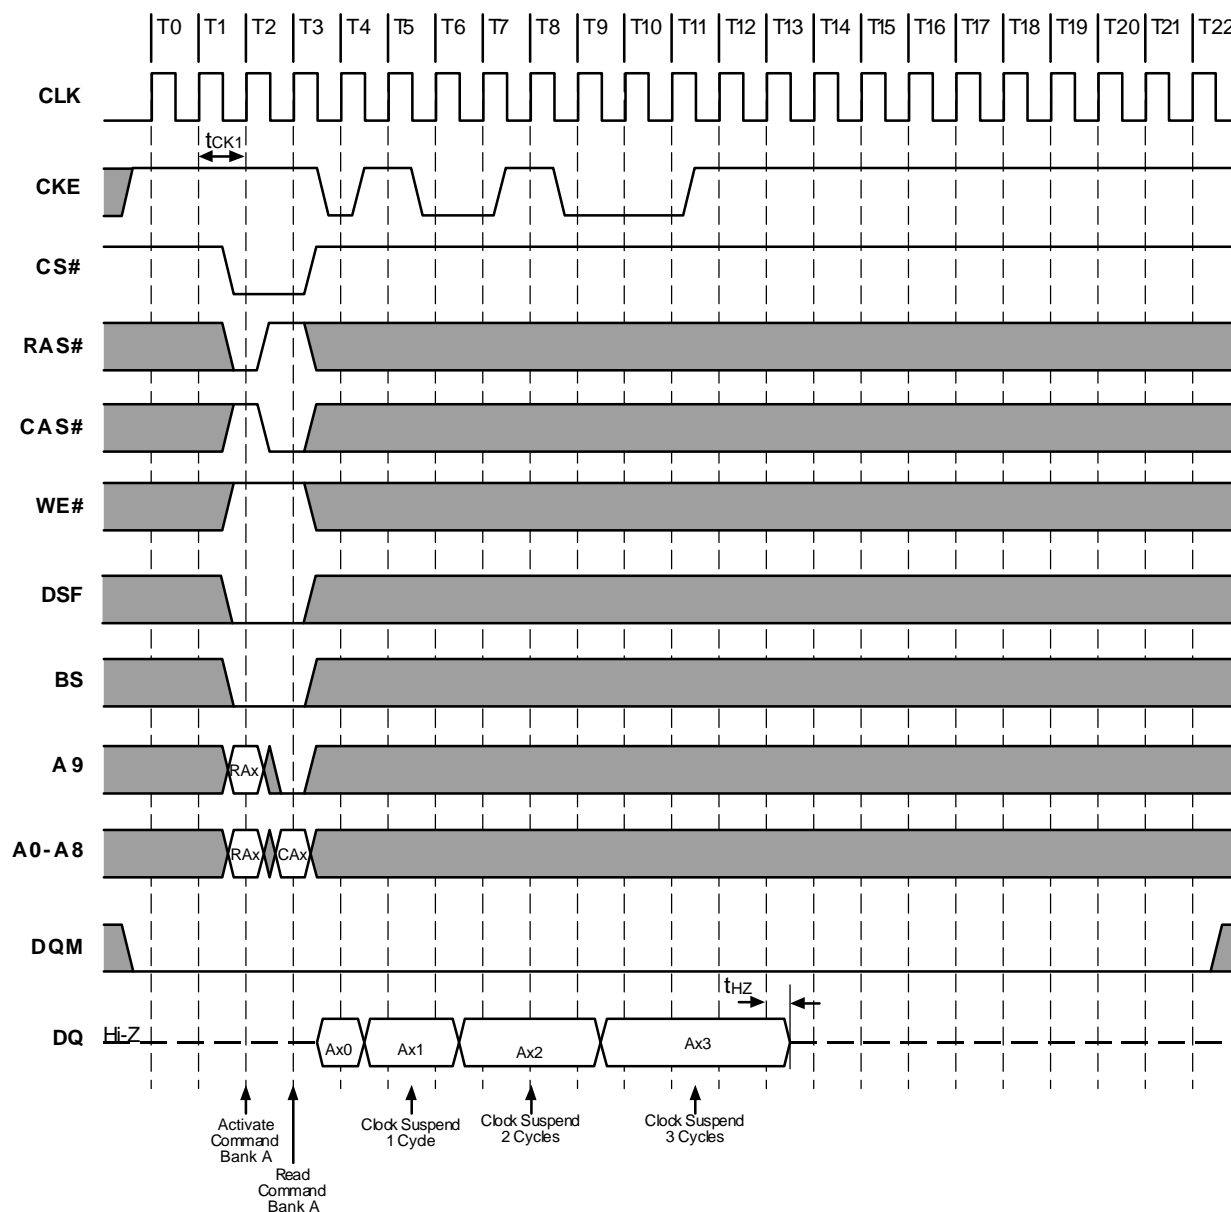 T0 T1 T2 T3 T4 T5 T6 T7 T8 T9 T10 T11 T12 T13 T14 T15 T16 T17 T18 T19 T20 T21 T22
CLK
tCK1
CKE
CS#
RAS#
CAS#
WE#
DSF
BS
A9
RAx
A0-A8
RAx CAx
DQM
tHZ
DQ
Hi-Z
Ax0 Ax1 Ax2 Ax3
Activate
Command
Bank A
Read
Command
Bank A
Clock Suspend
1 Cycle
Clock Suspend
2 Cycles
Clock Suspend
3 Cycles